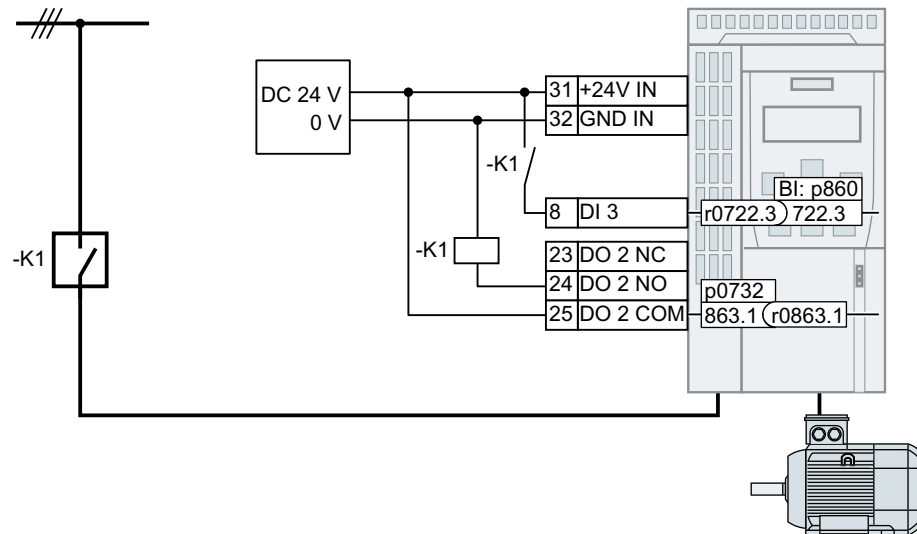 DC 24 V
0 V
31 +24V IN
32 GND IN
-K1
8 DI 3
BI: p860
r0722.3 722.3
-K1
-K1
23 DO 2 NC
24 DO 2 NO
25 DO 2 COM
p0732
863.1 r0863.1